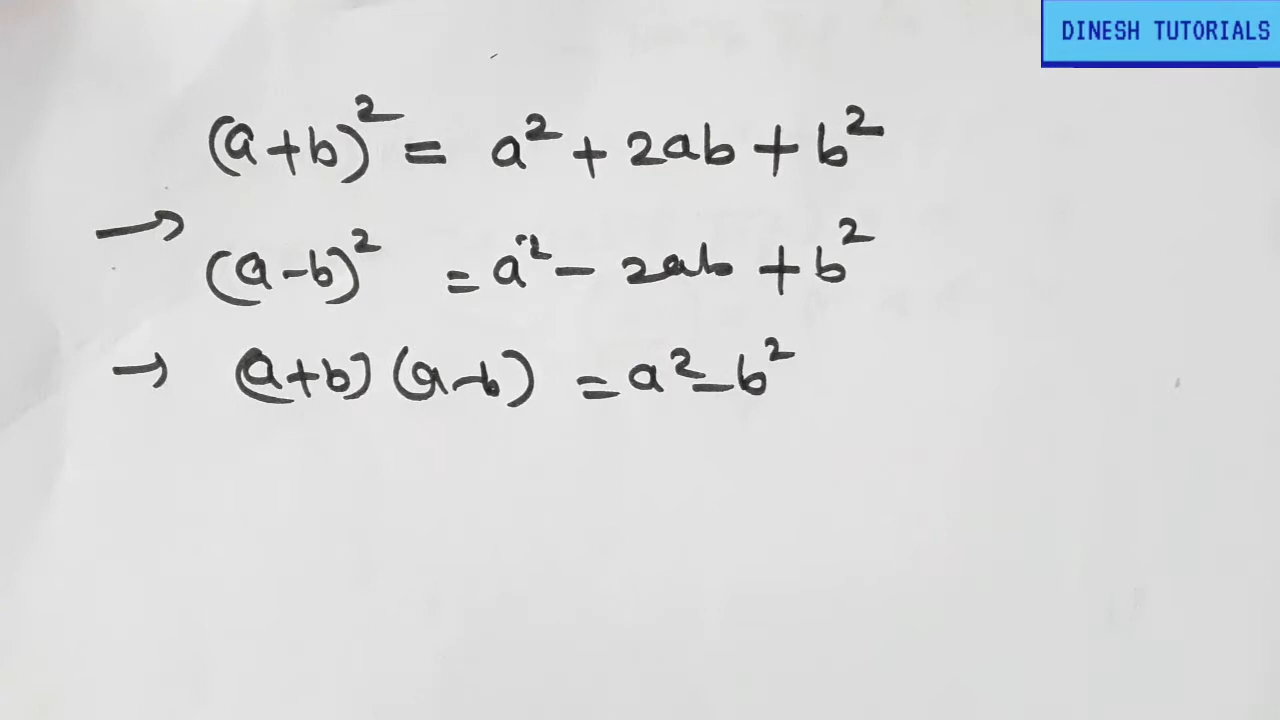 DINESH TUTORIALS
(a+b)² = a² + 2ab + b²
→ (a-b)² = a² - 2ab + b²
→ (a+b) (a-b) = a² - b²